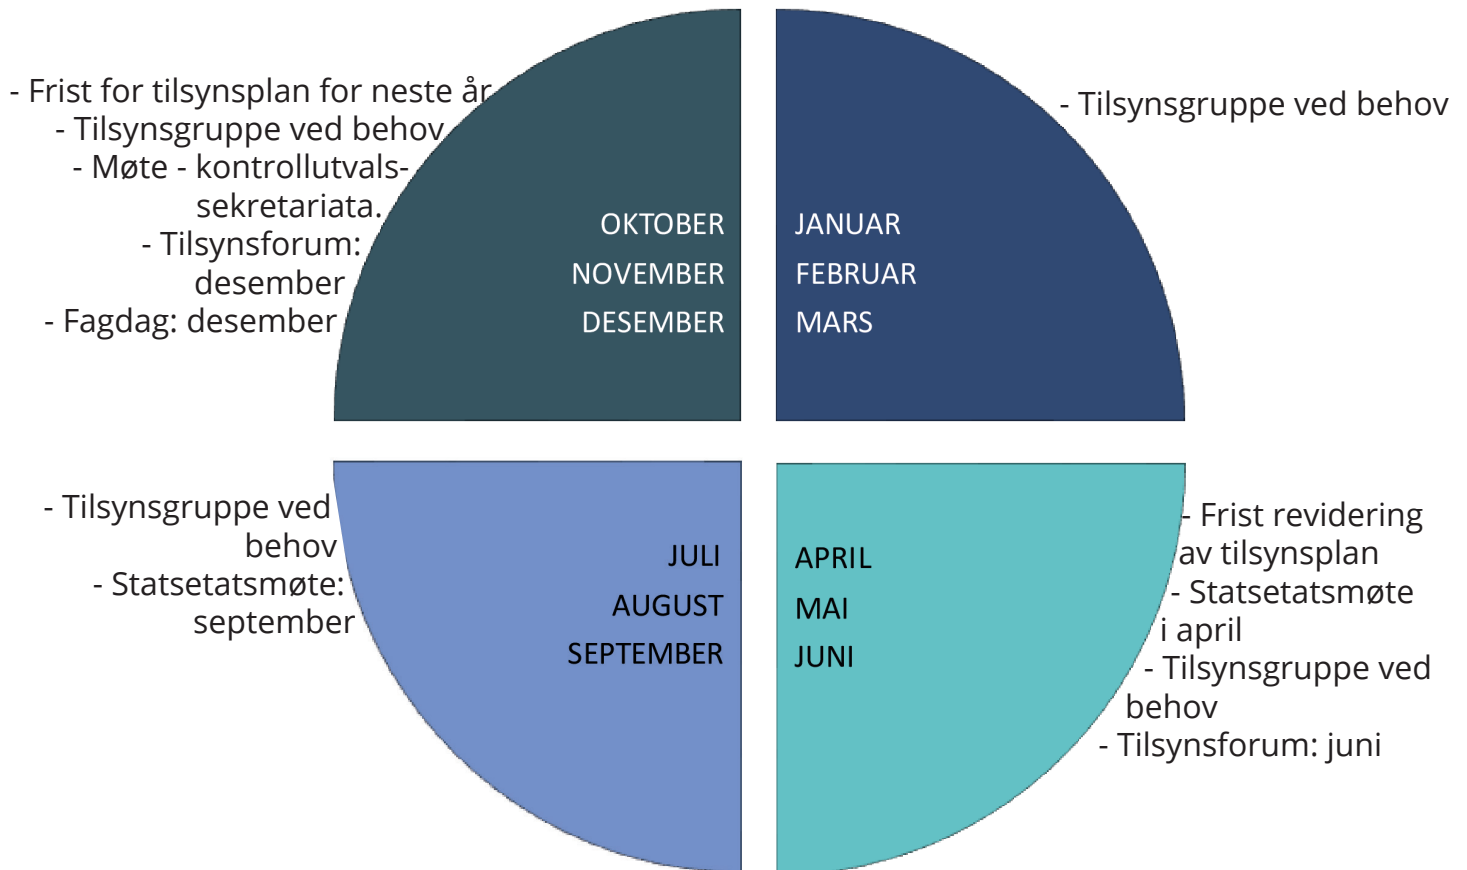 - Frist for tilsynsplan for neste år
- Tilsynsgruppe ved behov
- Møte - kontrollutvals-
sekretariata.
- Tilsynsforum:
desember
- Fagdag: desember
OKTOBER
NOVEMBER
DESEMBER
JANUAR
FEBRUAR
MARS
- Tilsynsgruppe ved behov
- Tilsynsgruppe ved
behov
- Statsetatsmøte:
september
JULI
AUGUST
SEPTEMBER
APRIL
MAI
JUNI
- Frist revidering
av tilsynsplan
- Statsetatsmøte
i april
- Tilsynsgruppe ved
behov
- Tilsynsforum: juni